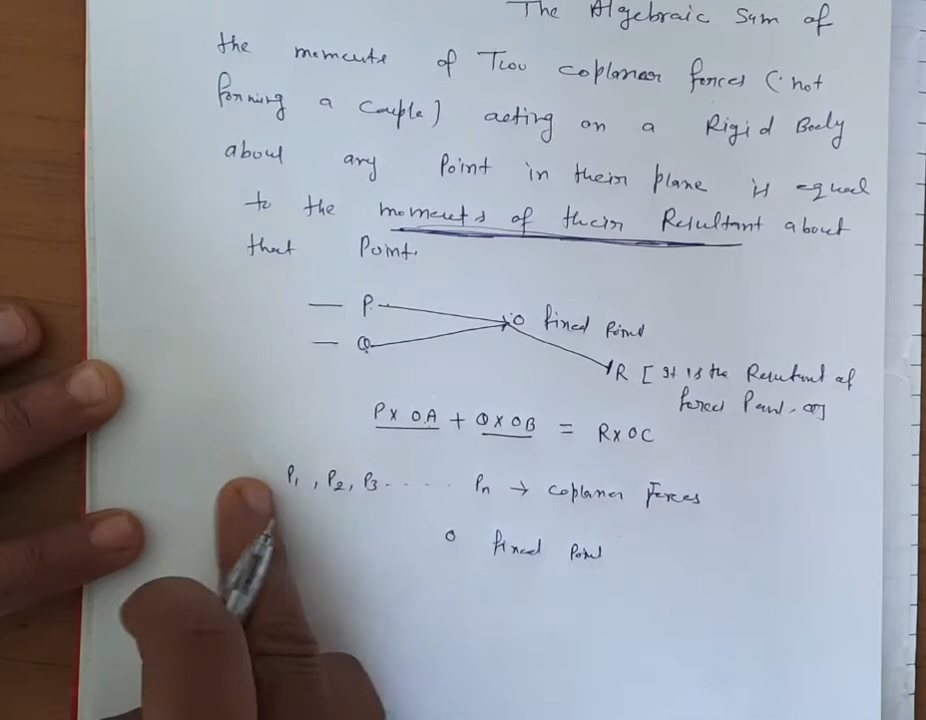 The Algebraic Sum of
the moments of Two coplanar forces (not
forming a couple) acting on a Rigid Body
about any Point in their plane is equal
to the moments of their Resultant about
that Point.
— P — O fixed Point
— Q
R [It is the Resultant of
forces P and Q]
P x OA + Q x OB = R x OC
P1, P2, P3 - - - - Pn → coplanar Forces
O fixed Point